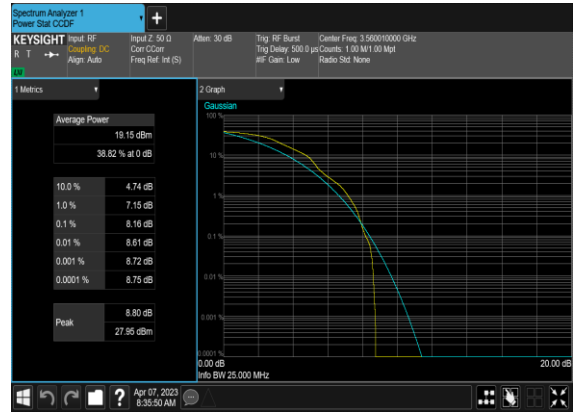 Spectrum Analyzer 1
Power Stat CCDF
+
KEYSIGHT
R T
LW
Input: RF
Coupling: DC
Align: Auto
Input Z: 50 Ω
Corr CCorr
Freq Ref: Int (S)
Atten: 30 dB
Trig: RF Burst
Trig Delay: 500.0 µs
#IF Gain: Low
Center Freq: 3.560010000 GHz
Counts: 1.00 M/1.00 Mpt
Radio Std: None
1 Metrics
Average Power
19.15 dBm
38.82 % at 0 dB
10.0 % 4.74 dB
1.0 % 7.15 dB
0.1 % 8.16 dB
0.01 % 8.61 dB
0.001 % 8.72 dB
0.0001 % 8.75 dB
Peak
8.80 dB
27.95 dBm
2 Graph
Gaussian
100 %
10 %
1 %
0.1 %
0.01 %
0.001 %
0.0001 %
0.00 dB
20.00 dB
Info BW 25.000 MHz
?
Apr 07, 2023
8:35:50 AM